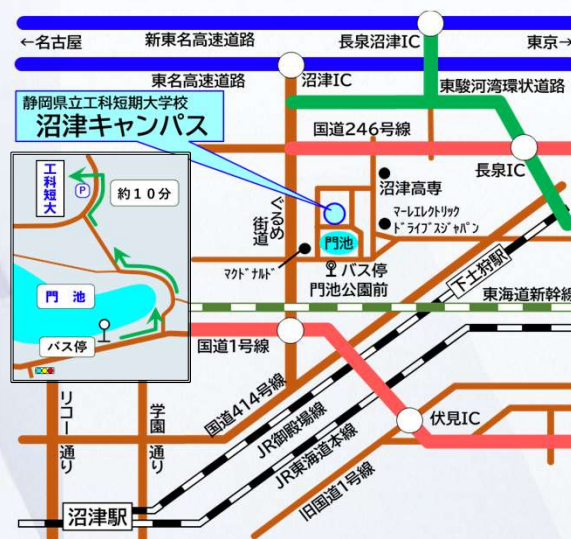 ←名古屋
新東名高速道路
長泉沼津IC
東京→
東名高速道路
沼津IC
東駿河湾環状道路
静岡県立工科短期大学校
沼津キャンパス
国道246号線
長泉IC
工科短大
P
約10分
ぐるめ街道
沼津高専
マーレエレクトリック
ドライブスジャパン
門池
マクドナルド
バス停
門池公園前
下土狩駅
門 池
東海道新幹線
バス停
国道1号線
国道414号線
伏見IC
リコー通り
学園通り
JR御殿場線
JR東海道本線
旧国道1号線
沼津駅